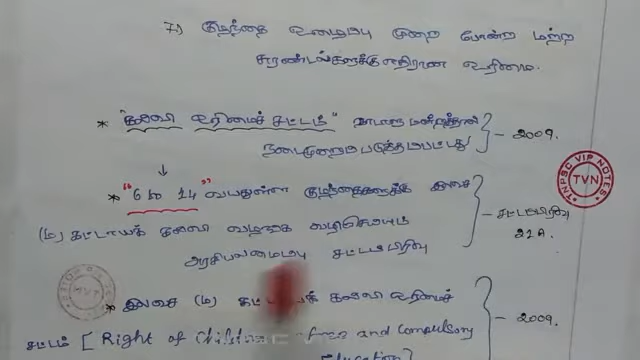 7) குழந்தை உழைப்பு முறை போன்ற மற்ற
சுரண்டல்களுக்கு எதிரான உரிமை.
* "கல்வி உரிமைச் சட்டம்" நாடாளுமன்றத்தால் } - 2009.
நடைமுறைப்படுத்தப்பட்டது
↓
* "6 to 14" வயதுள்ள குழந்தைகளுக்கு இலவச
(ம) கட்டாயக் கல்வி வழங்க வழிசெய்யும் } - சட்டப்பிரிவு
அரசியலமைப்பு சட்டப்பிரிவு 21A.
* இலவச (ம) கட்டாயக் கல்வி உரிமைச் } - 2009.
சட்டம் [ Right of Children free and Compulsory
Education ]
TNPSC VIP NOTES
TVN